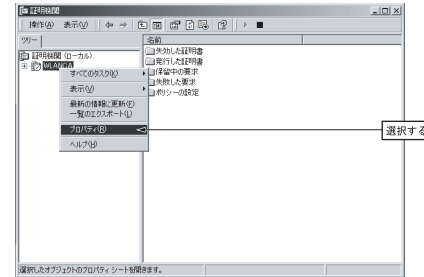 証明機関
操作(A) 表示(V)
ツリー
名前
証明機関 (ローカル)
WLANCA
失効した証明書
発行した証明書
保留中の要求
失敗した要求
ポリシーの設定
すべてのタスク(K)
表示(V)
最新の情報に更新(F)
一覧のエクスポート(L)
プロパティ(R)
ヘルプ(H)
選択する
選択したオブジェクトのプロパティ シートを開きます。